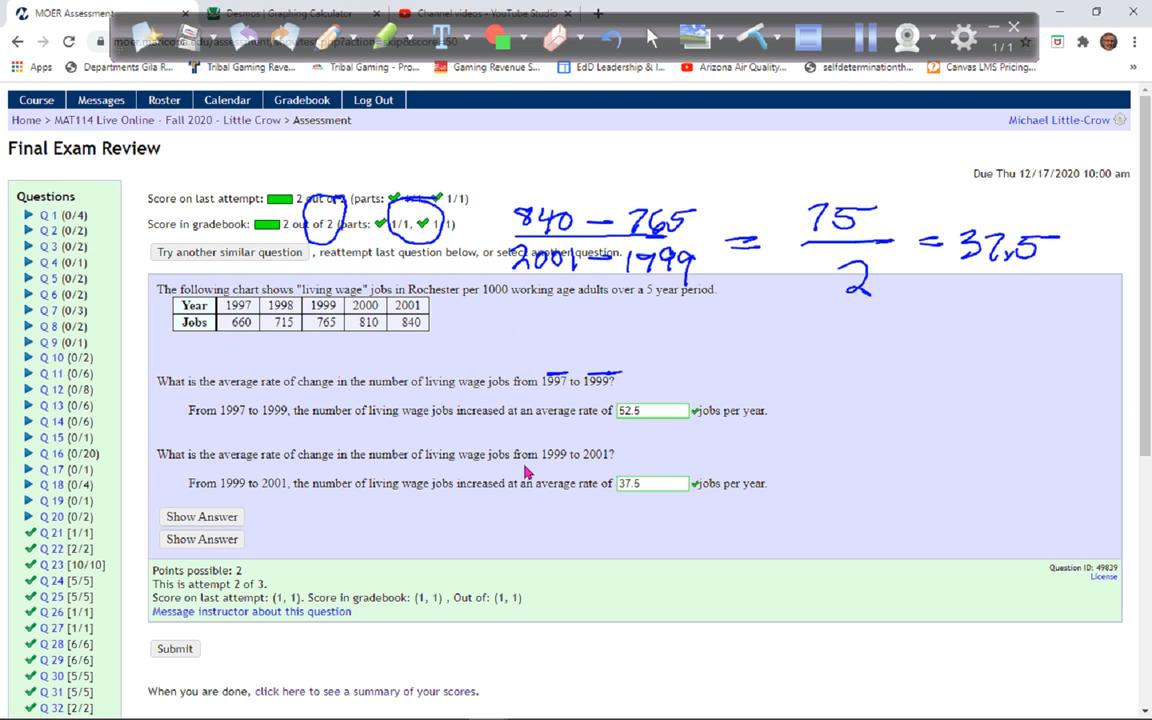 MOER Assessment
Desmos | Graphing Calculator
Channel videos - YouTube Studio
1/1
Apps
Departments Gila R...
Tribal Gaming Reve...
Tribal Gaming - Pro...
Gaming Revenue S...
EdD Leadership & I...
Arizona Air Quality...
selfdeterminationth...
Canvas LMS Pricing...
Course Messages Roster Calendar Gradebook Log Out
Home > MAT114 Live Online - Fall 2020 - Little Crow > Assessment
Michael Little-Crow
Final Exam Review
Due Thu 12/17/2020 10:00 am
Questions
Q 1 (0/4)
Q 2 (0/2)
Q 3 (0/2)
Q 4 (0/1)
Q 5 (0/2)
Q 6 (0/2)
Q 7 (0/3)
Q 8 (0/2)
Q 9 (0/1)
Q 10 (0/2)
Q 11 (0/6)
Q 12 (0/8)
Q 13 (0/6)
Q 14 (0/6)
Q 15 (0/1)
Q 16 (0/20)
Q 17 (0/1)
Q 18 (0/4)
Q 19 (0/1)
Q 20 (0/2)
Q 21 [1/1]
Q 22 [2/2]
Q 23 [10/10]
Q 24 [5/5]
Q 25 [5/5]
Q 26 [1/1]
Q 27 [1/1]
Q 28 [6/6]
Q 29 [6/6]
Q 30 [5/5]
Q 31 [5/5]
Q 32 [2/2]
Score on last attempt: 2 out of 2 (parts: 1/1, 1/1)
Score in gradebook: 2 out of 2 (parts: 1/1, 1/1)
Try another similar question , reattempt last question below, or select another question.
840 - 765
2001 - 1999
=
75
2
= 37.5
The following chart shows "living wage" jobs in Rochester per 1000 working age adults over a 5 year period.
Year 1997 1998 1999 2000 2001
Jobs 660 715 765 810 840
What is the average rate of change in the number of living wage jobs from 1997 to 1999?
From 1997 to 1999, the number of living wage jobs increased at an average rate of 52.5 jobs per year.
What is the average rate of change in the number of living wage jobs from 1999 to 2001?
From 1999 to 2001, the number of living wage jobs increased at an average rate of 37.5 jobs per year.
Show Answer
Show Answer
Points possible: 2
This is attempt 2 of 3.
Score on last attempt: (1, 1). Score in gradebook: (1, 1) , Out of: (1, 1)
Message instructor about this question
Question ID: 49839
License
Submit
When you are done, click here to see a summary of your scores.